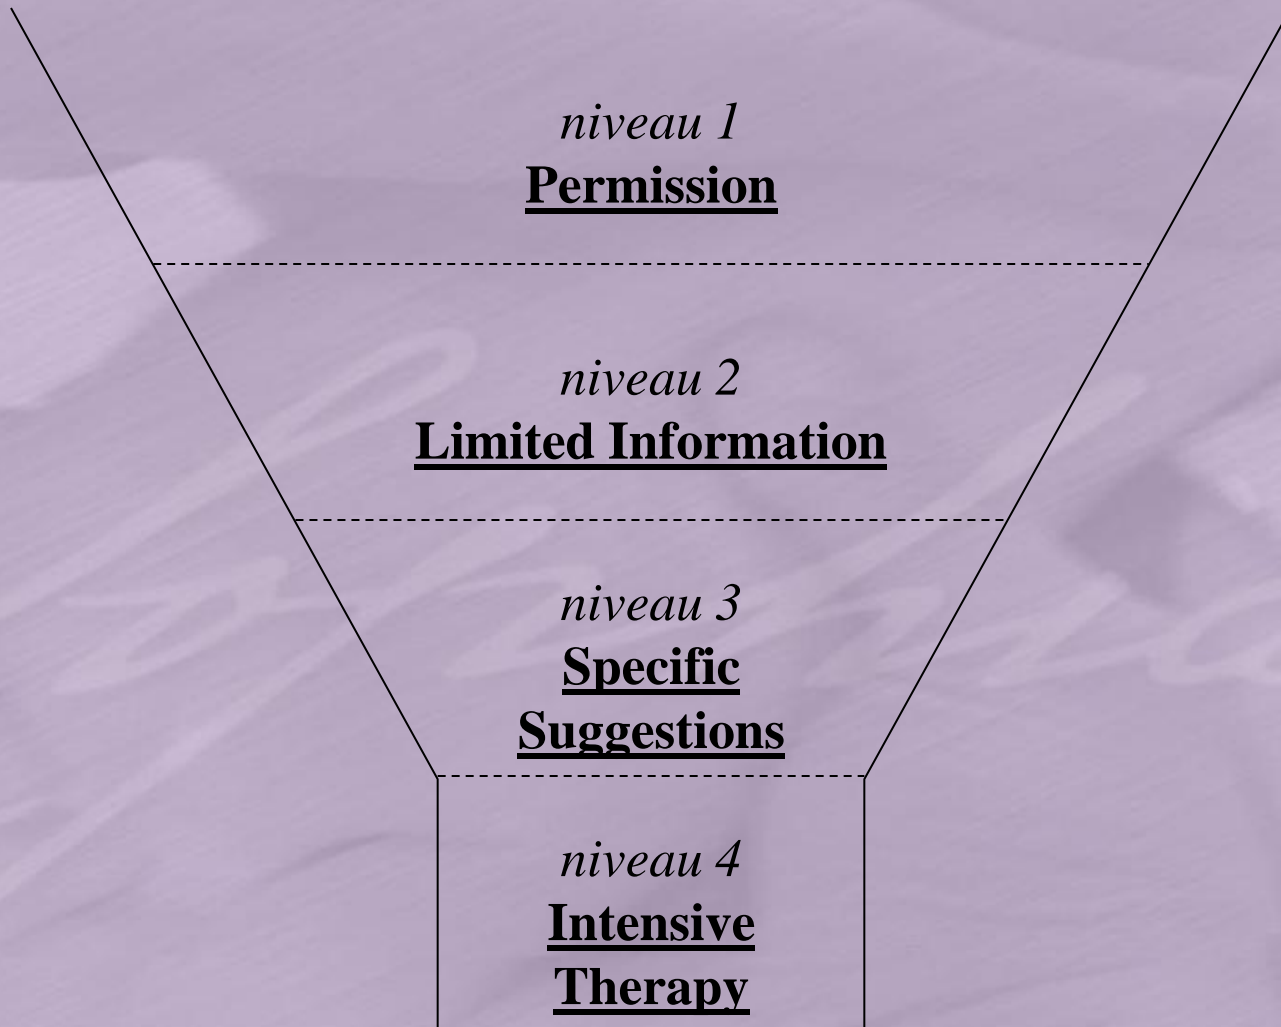 niveau 1
Permission
niveau 2
Limited Information
niveau 3
Specific
Suggestions
niveau 4
Intensive
Therapy